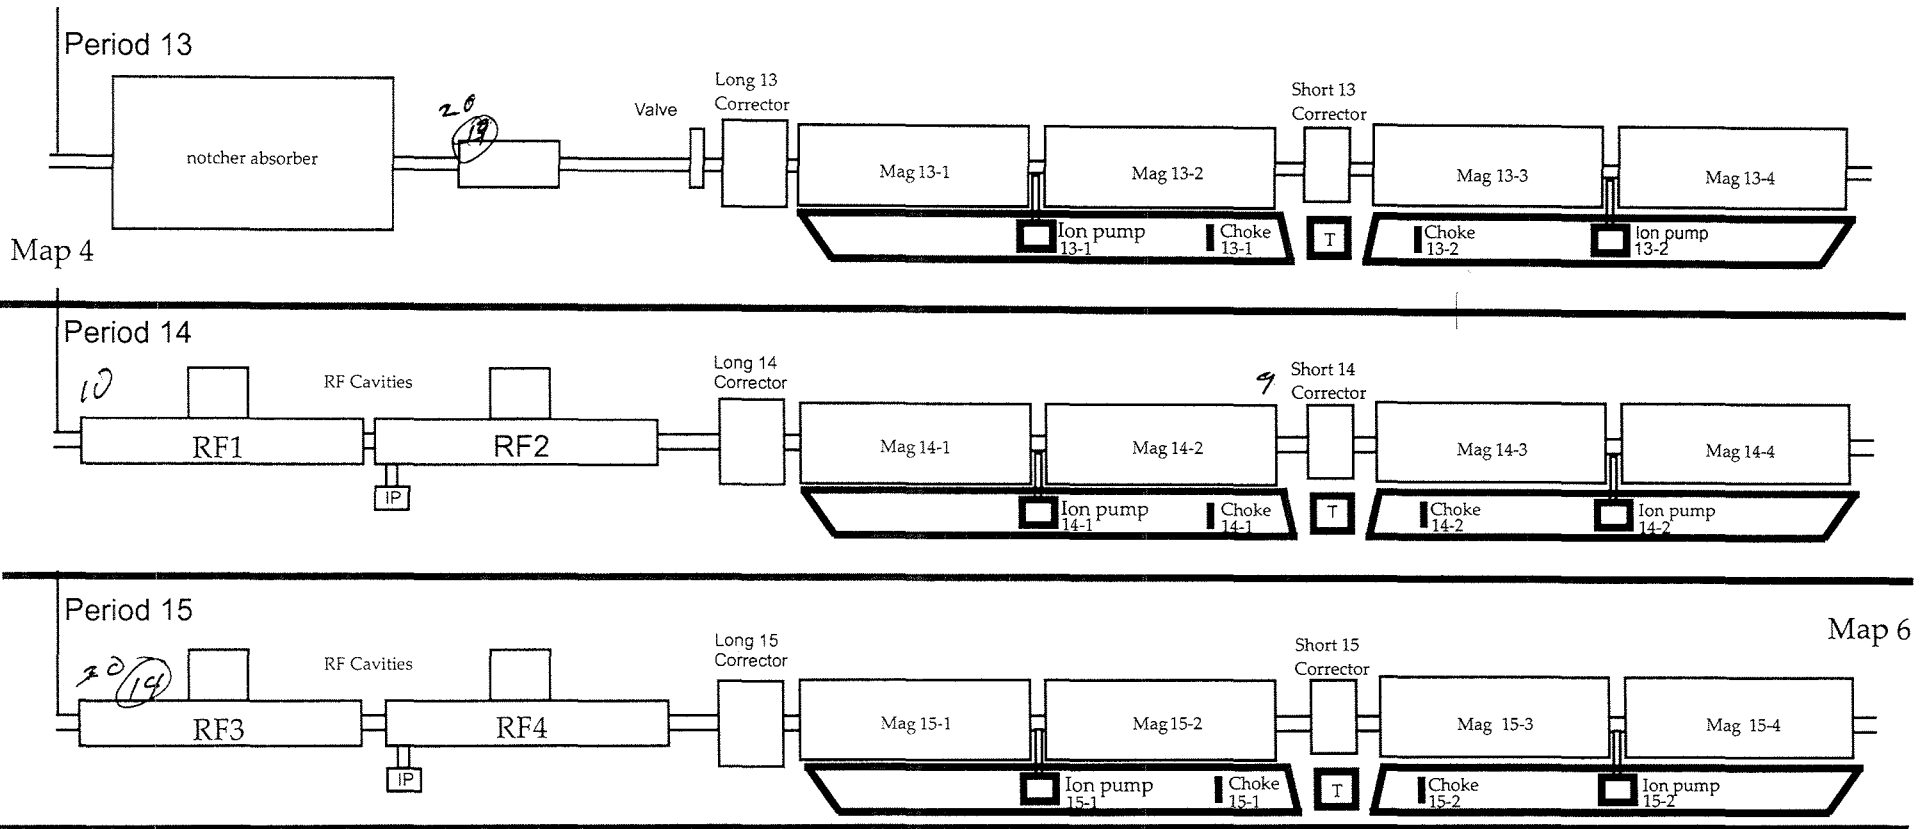 Period 13
Map 4
20
19
notcher absorber
Valve
Long 13
Corrector
Mag 13-1
Mag 13-2
Short 13
Corrector
Mag 13-3
Mag 13-4
Ion pump
13-1
Choke
13-1
T
Choke
13-2
Ion pump
13-2
Period 14
10
RF Cavities
RF1
RF2
IP
Long 14
Corrector
Mag 14-1
Mag 14-2
9
Short 14
Corrector
Mag 14-3
Mag 14-4
Ion pump
14-1
Choke
14-1
T
Choke
14-2
Ion pump
14-2
Period 15
Map 6
RF Cavities
RF3
RF4
IP
Long 15
Corrector
Mag 15-1
Mag 15-2
Short 15
Corrector
Mag 15-3
Mag 15-4
Ion pump
15-1
Choke
15-1
T
Choke
15-2
Ion pump
15-2